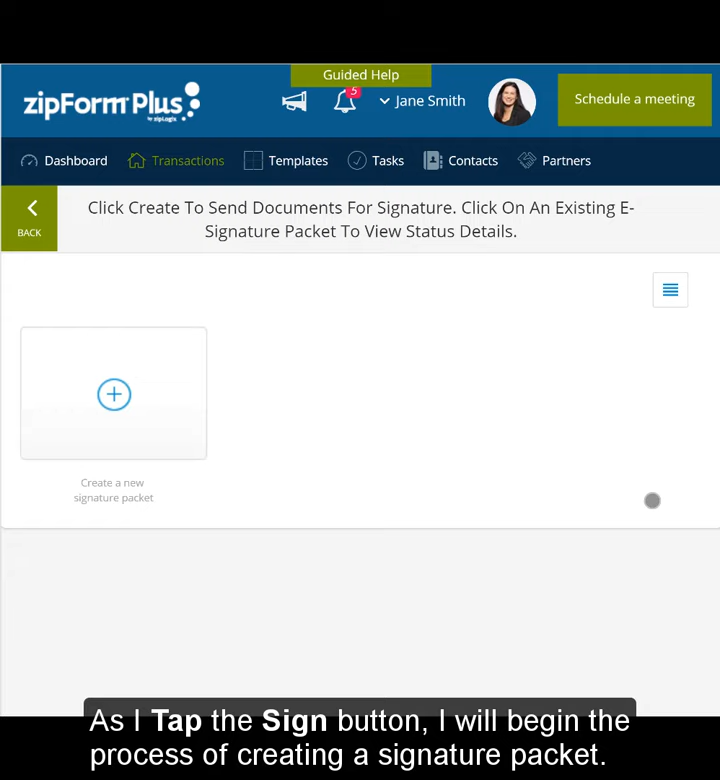 Guided Help
zipForm Plus
by zipLogix
5
Jane Smith
Schedule a meeting
Dashboard
Transactions
Templates
Tasks
Contacts
Partners
BACK
Click Create To Send Documents For Signature. Click On An Existing E-
Signature Packet To View Status Details.
Create a new
signature packet
As I Tap the Sign button, I will begin the
process of creating a signature packet.